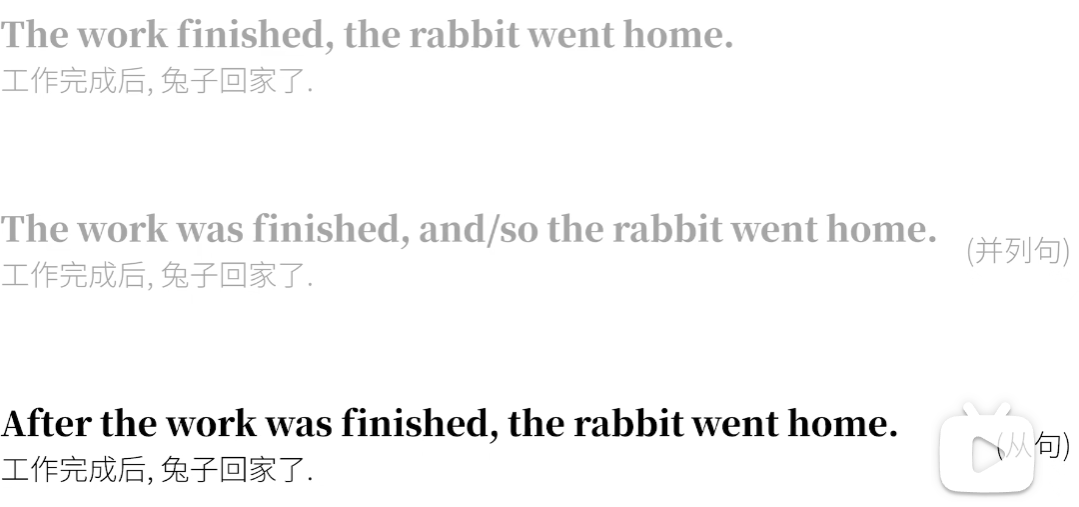 The work finished, the rabbit went home.
工作完成后, 兔子回家了.
The work was finished, and/so the rabbit went home.
(并列句)
工作完成后, 兔子回家了.
After the work was finished, the rabbit went home.
(从句)
工作完成后, 兔子回家了.